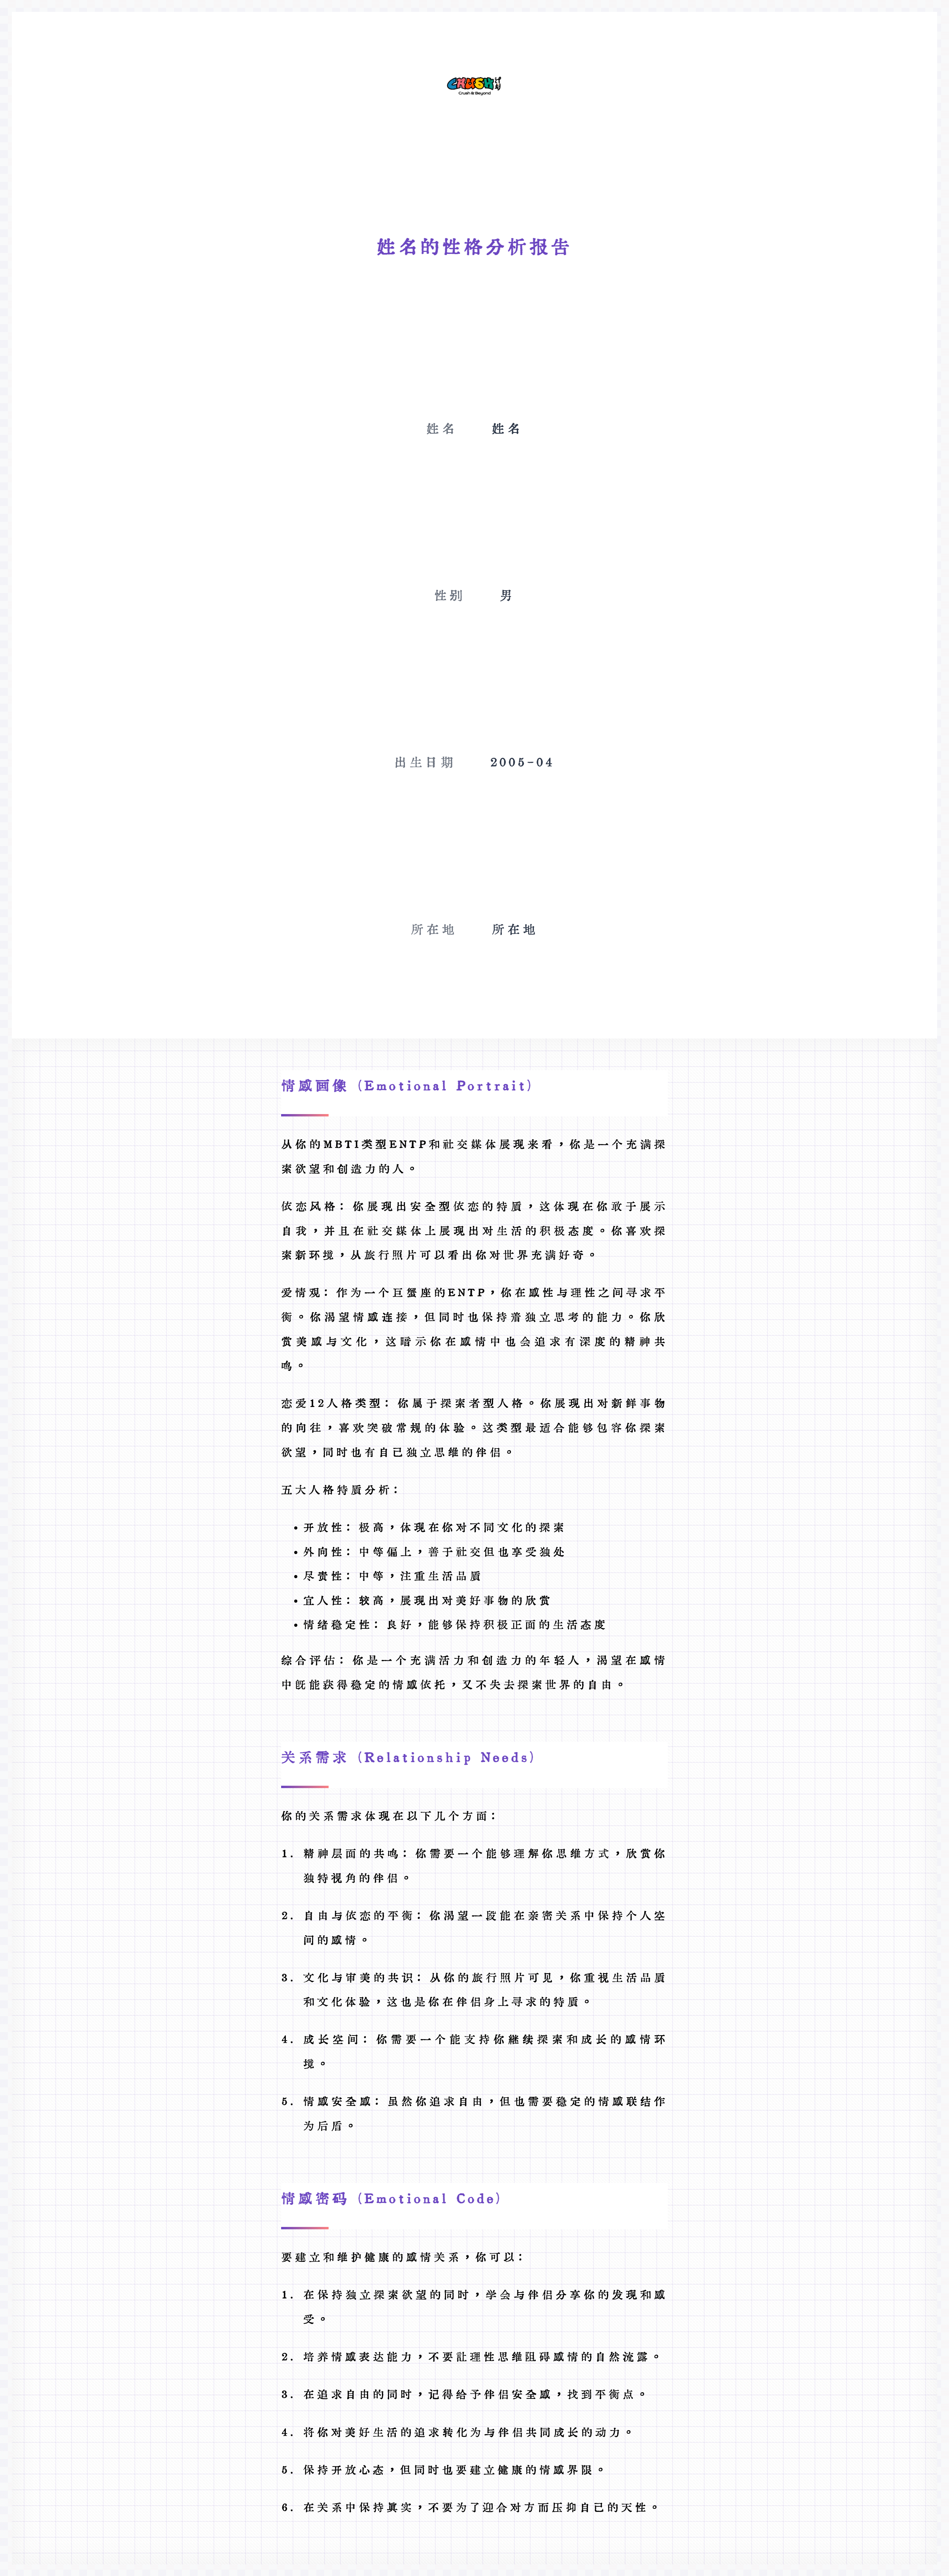 CRUSH计划
Crush & Beyond
姓名的性格分析报告
姓名 姓名
性别 男
出生日期 2005-04
所在地 所在地
情感画像 (Emotional Portrait)
从你的MBTI类型ENTP和社交媒体展现来看，你是一个充满探
索欲望和创造力的人。
依恋风格：你展现出安全型依恋的特质，这体现在你敢于展示
自我，并且在社交媒体上展现出对生活的积极态度。你喜欢探
索新环境，从旅行照片可以看出你对世界充满好奇。
爱情观：作为一个巨蟹座的ENTP，你在感性与理性之间寻求平
衡。你渴望情感连接，但同时也保持着独立思考的能力。你欣
赏美感与文化，这暗示你在感情中也会追求有深度的精神共
鸣。
恋爱12人格类型：你属于探索者型人格。你展现出对新鲜事物
的向往，喜欢突破常规的体验。这类型最适合能够包容你探索
欲望，同时也有自己独立思维的伴侣。
五大人格特质分析：
• 开放性：极高，体现在你对不同文化的探索
• 外向性：中等偏上，善于社交但也享受独处
• 尽责性：中等，注重生活品质
• 宜人性：较高，展现出对美好事物的欣赏
• 情绪稳定性：良好，能够保持积极正面的生活态度
综合评估：你是一个充满活力和创造力的年轻人，渴望在感情
中既能获得稳定的情感依托，又不失去探索世界的自由。
关系需求 (Relationship Needs)
你的关系需求体现在以下几个方面：
1. 精神层面的共鸣：你需要一个能够理解你思维方式，欣赏你
独特视角的伴侣。
2. 自由与依恋的平衡：你渴望一段能在亲密关系中保持个人空
间的感情。
3. 文化与审美的共识：从你的旅行照片可见，你重视生活品质
和文化体验，这也是你在伴侣身上寻求的特质。
4. 成长空间：你需要一个能支持你继续探索和成长的感情环
境。
5. 情感安全感：虽然你追求自由，但也需要稳定的情感联结作
为后盾。
情感密码 (Emotional Code)
要建立和维护健康的感情关系，你可以：
1. 在保持独立探索欲望的同时，学会与伴侣分享你的发现和感
受。
2. 培养情感表达能力，不要让理性思维阻碍感情的自然流露。
3. 在追求自由的同时，记得给予伴侣安全感，找到平衡点。
4. 将你对美好生活的追求转化为与伴侣共同成长的动力。
5. 保持开放心态，但同时也要建立健康的情感界限。
6. 在关系中保持真实，不要为了迎合对方而压抑自己的天性。